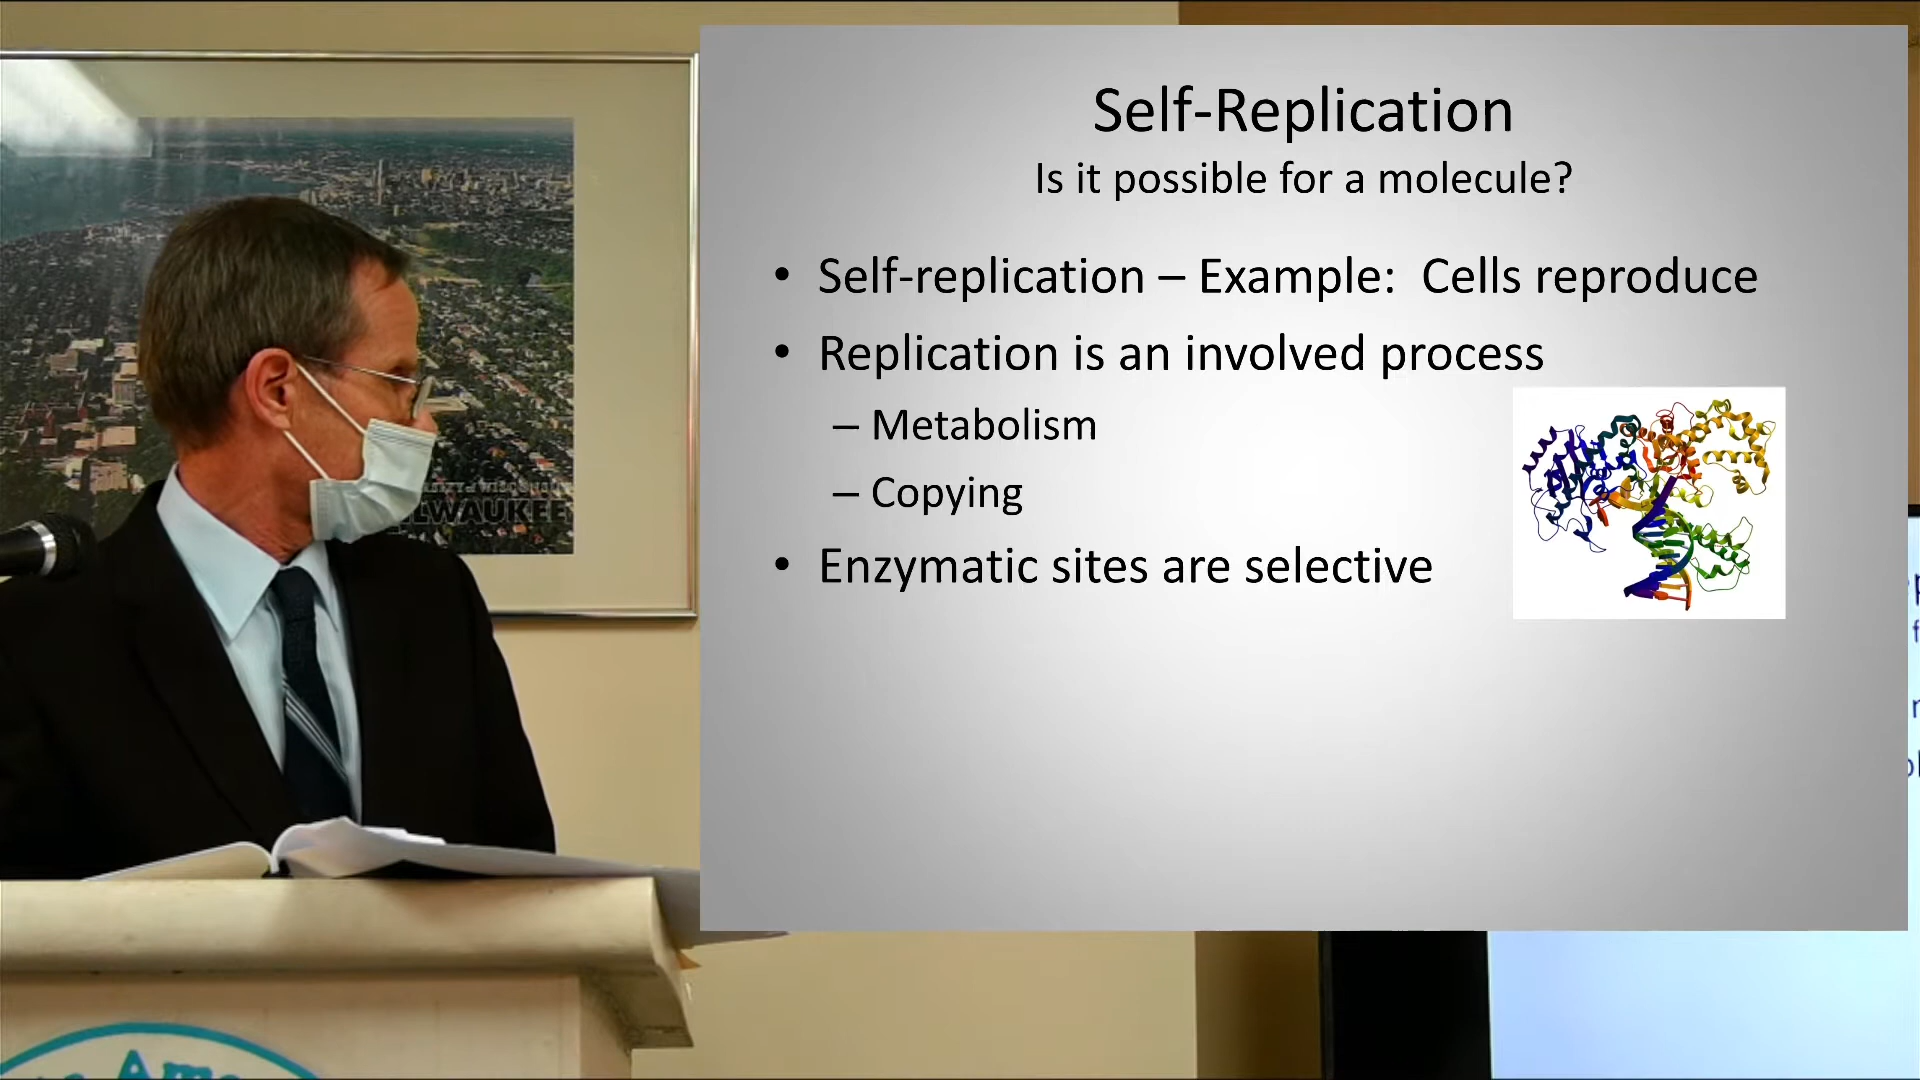 Self-Replication
Is it possible for a molecule?
• Self-replication – Example: Cells reproduce
• Replication is an involved process
– Metabolism
– Copying
• Enzymatic sites are selective
MILWAUKEE